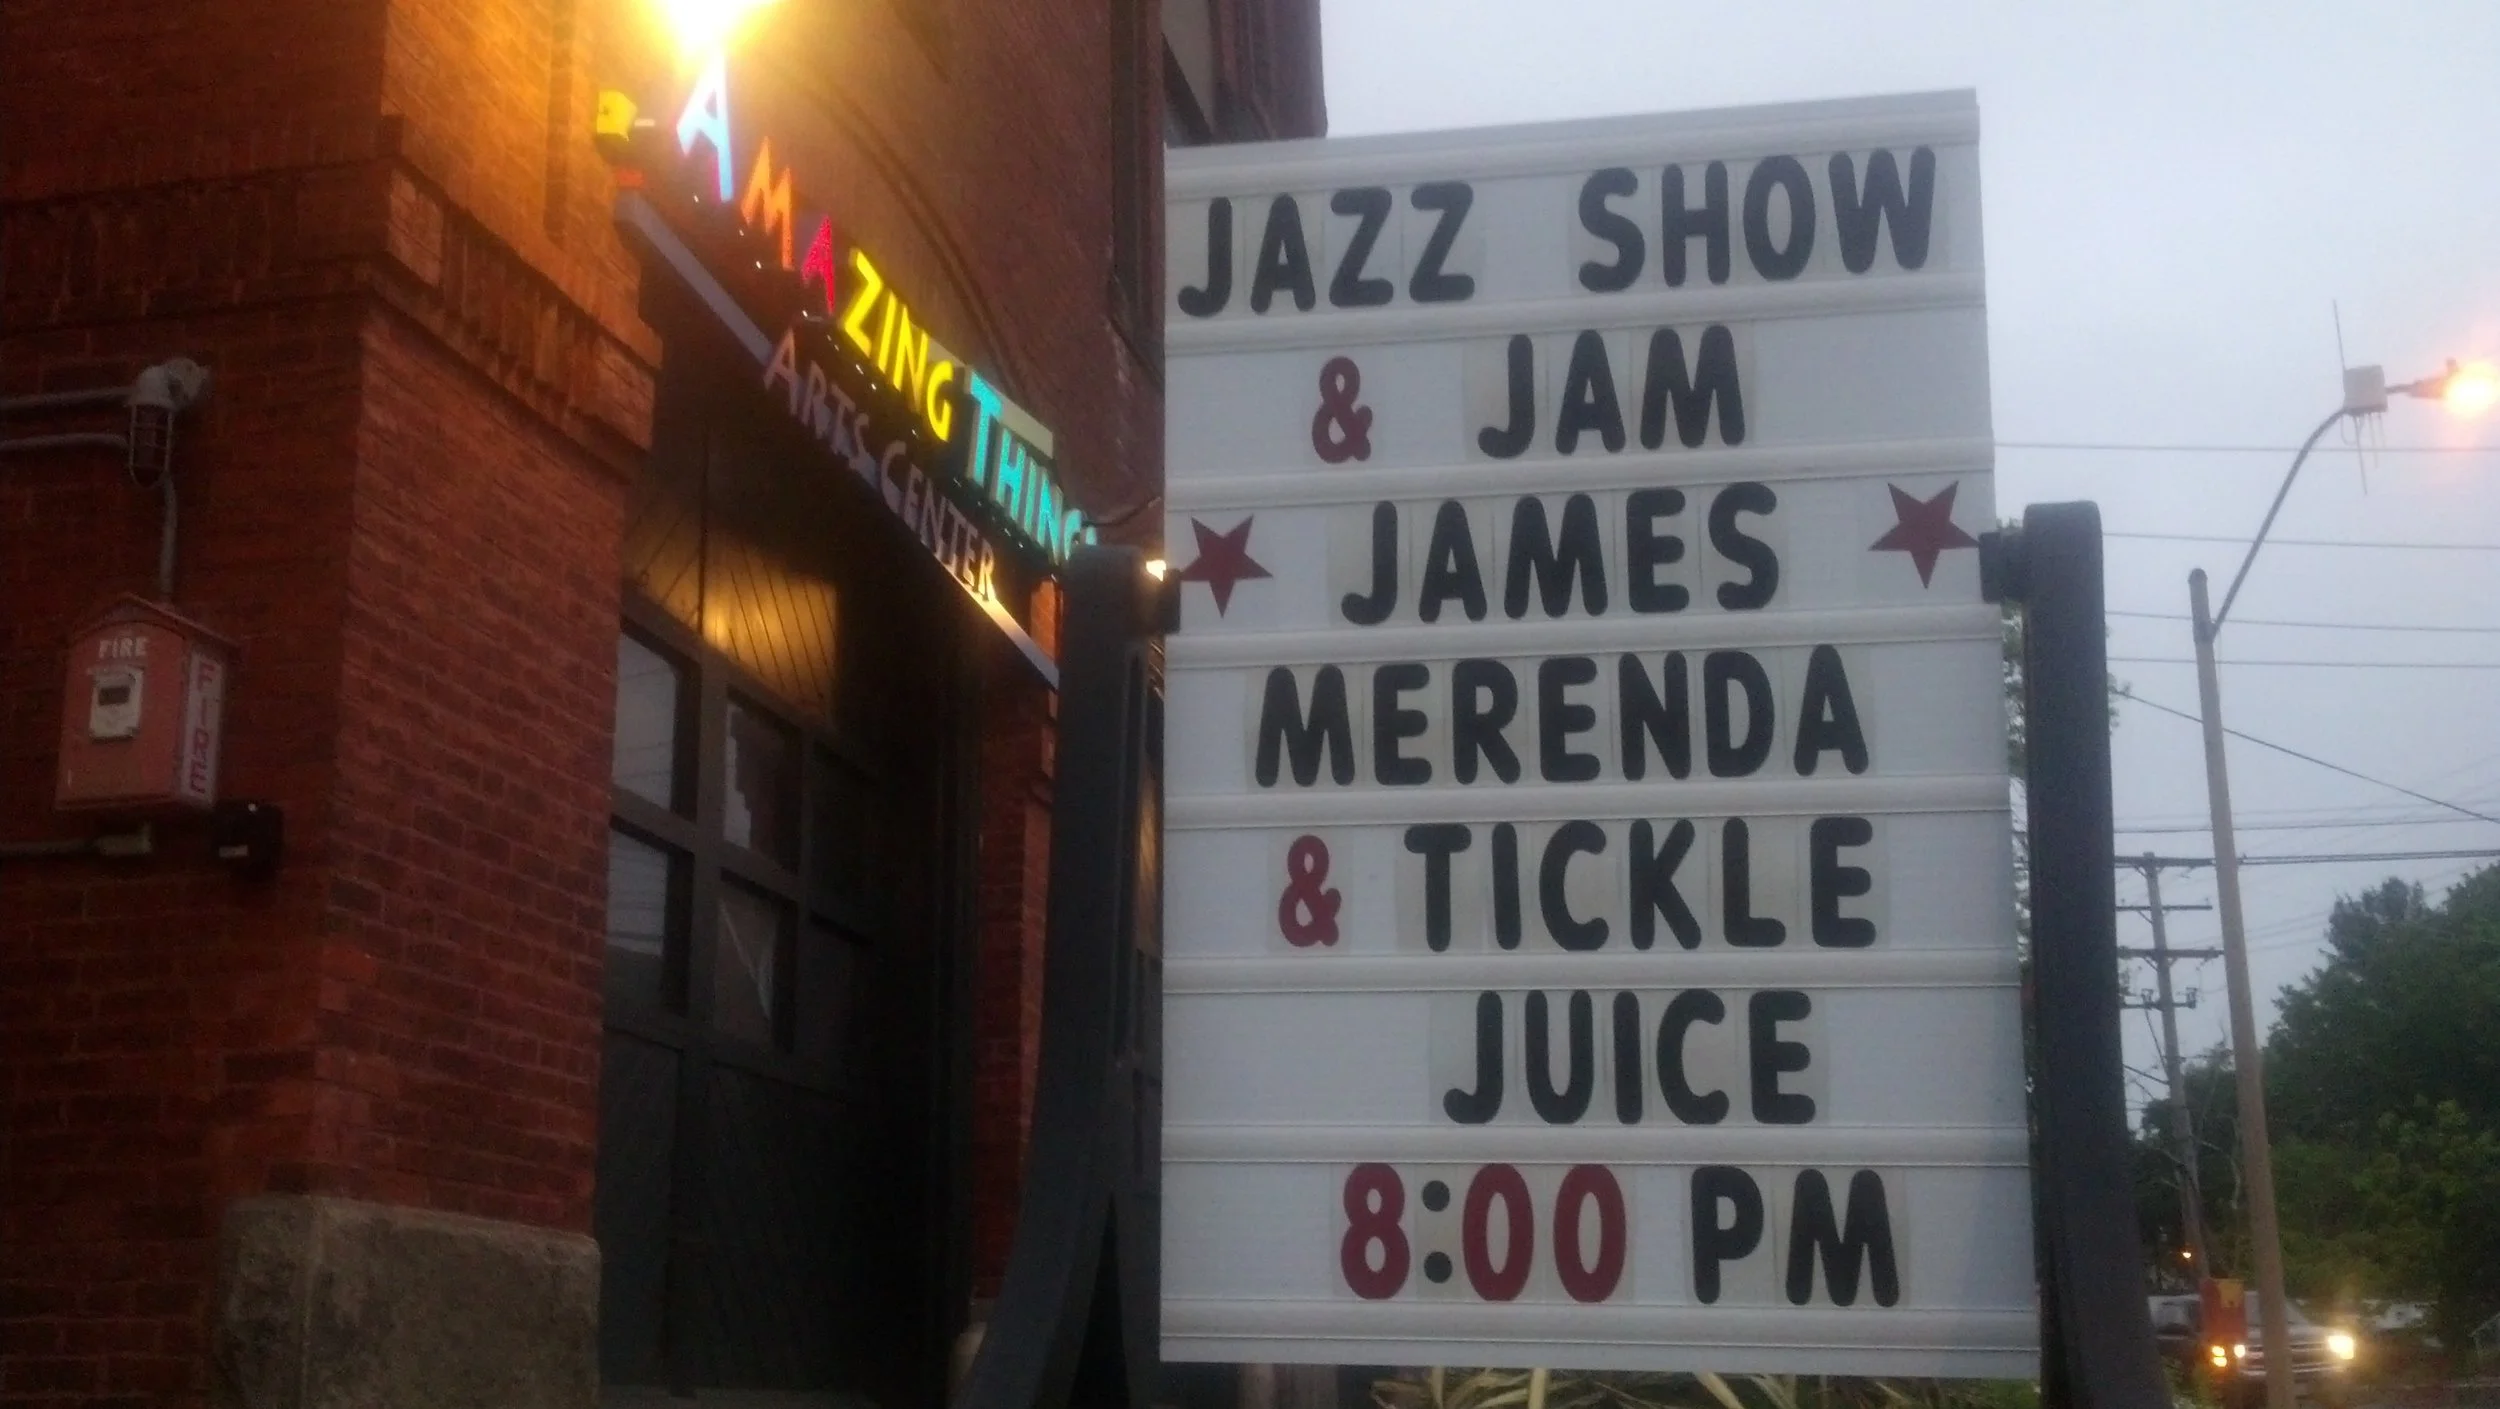 AMAZING THINGS
ARTS CENTER
FIRE
FIRE
JAZZ SHOW
& JAM
JAMES
MERENDA
& TICKLE
JUICE
8:00 PM